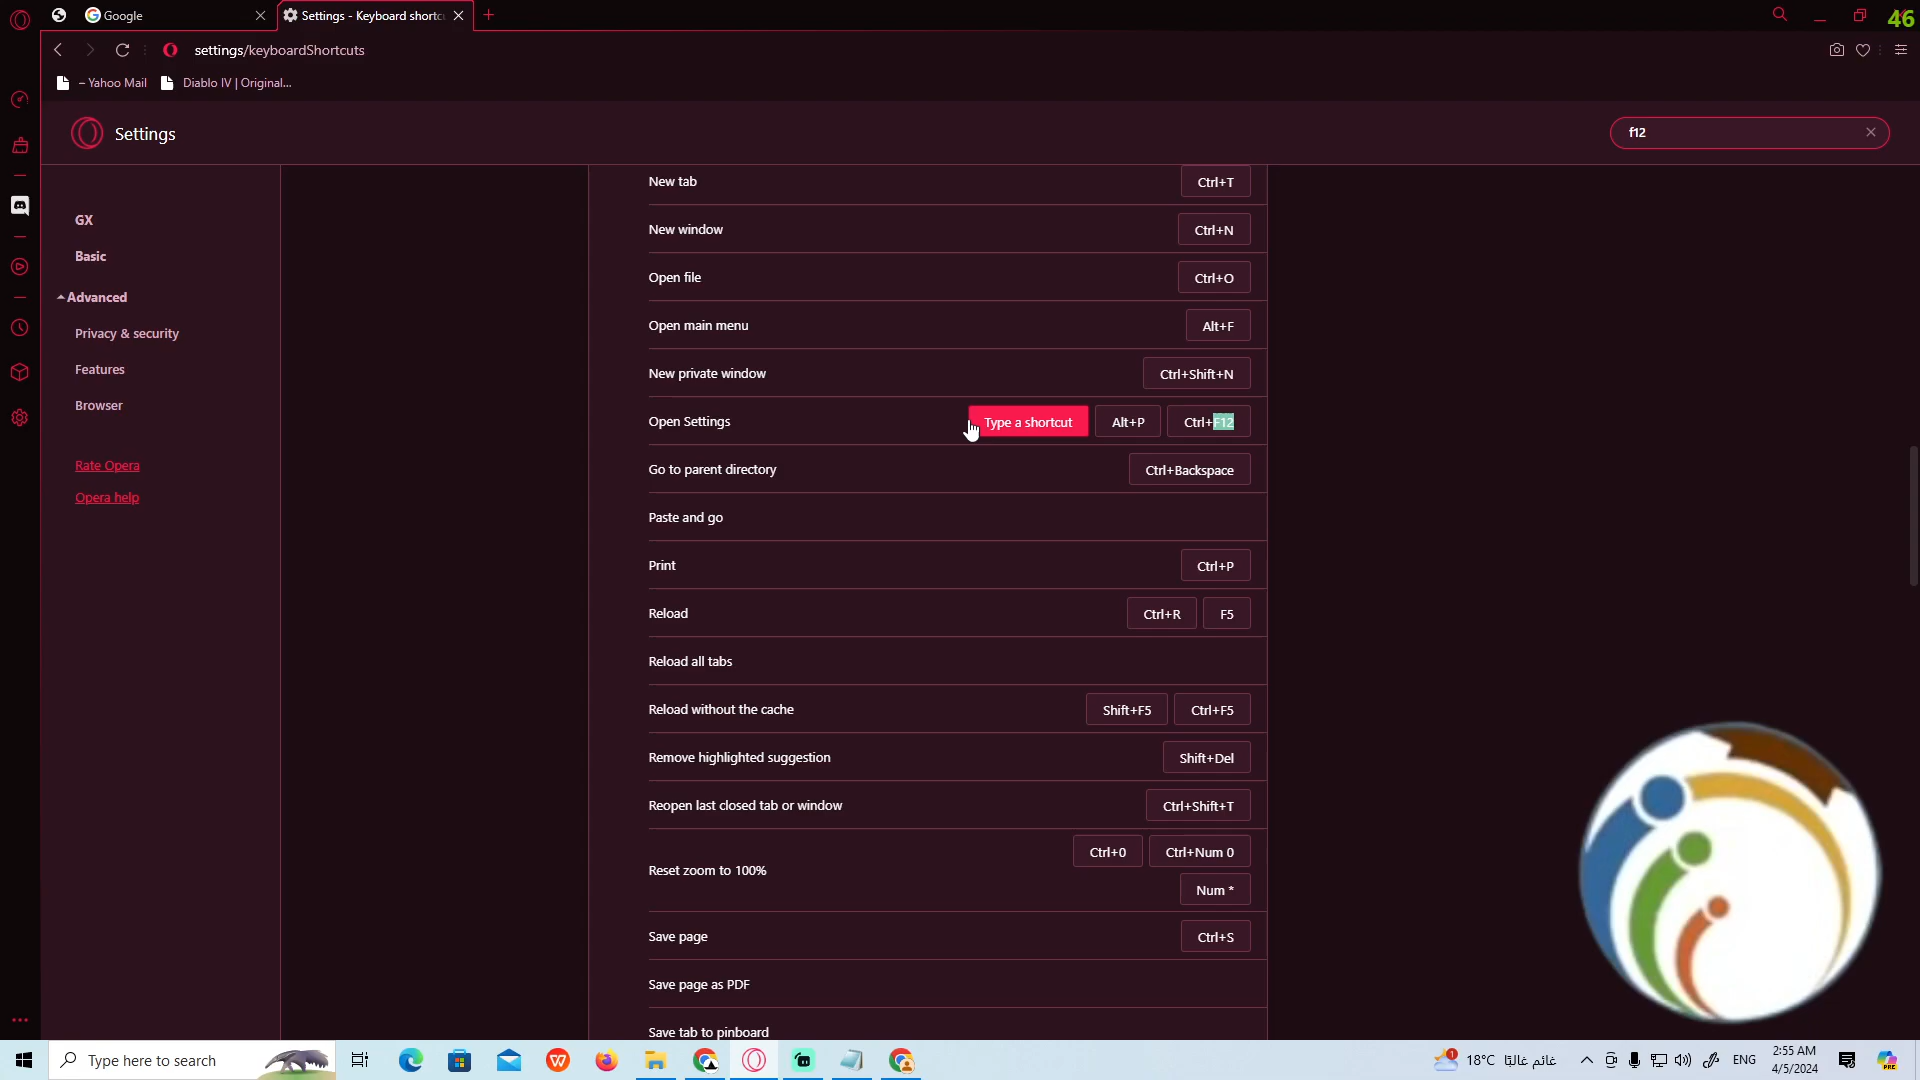 Google
Settings - Keyboard shortc
46
settings/keyboardShortcuts
– Yahoo Mail
Diablo IV | Original...
Settings
f12
GX
Basic
Advanced
Privacy & security
Features
Browser
Rate Opera
Opera help
New tab Ctrl+T
New window Ctrl+N
Open file Ctrl+O
Open main menu Alt+F
New private window Ctrl+Shift+N
Open Settings Type a shortcut Alt+P Ctrl+F12
Go to parent directory Ctrl+Backspace
Paste and go
Print Ctrl+P
Reload Ctrl+R F5
Reload all tabs
Reload without the cache Shift+F5 Ctrl+F5
Remove highlighted suggestion Shift+Del
Reopen last closed tab or window Ctrl+Shift+T
Ctrl+0 Ctrl+Num 0
Reset zoom to 100%
Num *
Save page Ctrl+S
Save page as PDF
Save tab to pinboard
Type here to search
1
18°C غائم غالبًا
ENG
2:55 AM
4/5/2024
PRE